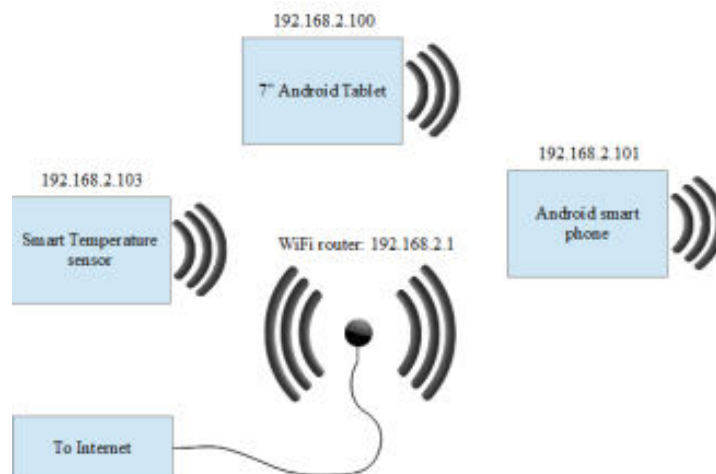 192.168.2.100
7" Android Tablet
192.168.2.101
Android smart
phone
192.168.2.103
Smart Temperature
sensor
WiFi router: 192.168.2.1
To Internet